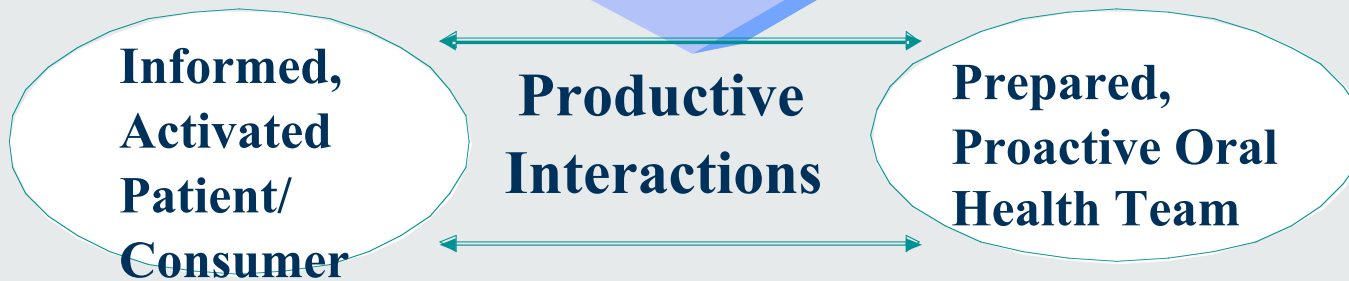 Informed,
Activated
Patient/
Consumer
Productive
Interactions
Prepared,
Proactive Oral
Health Team